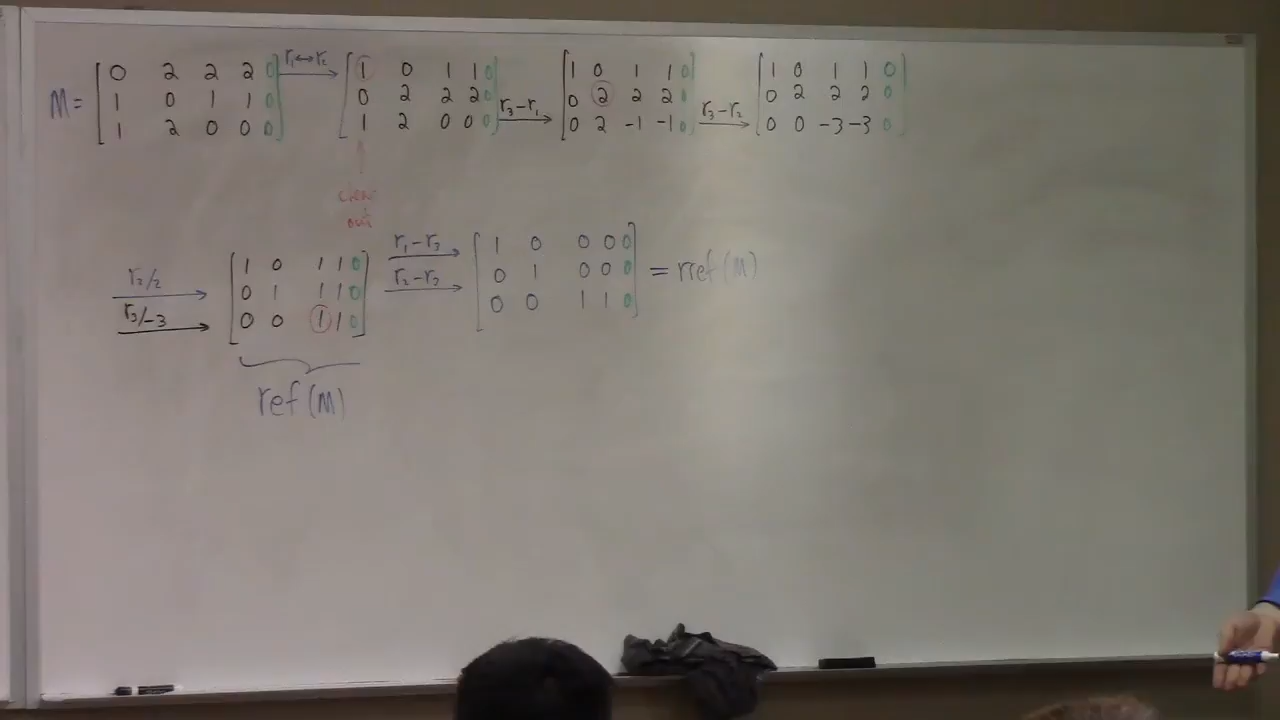 M = [ 0 2 2 2 0 ] r₁↔r₂ → [ 1 0 1 1 0 ] [ 1 0 1 1 0 ] [ 1 0 1 1 0 ]
[ 1 0 1 1 0 ] [ 0 2 2 2 0 ] r₃-r₁ → [ 0 2 2 2 0 ] r₃-r₂ → [ 0 2 2 2 0 ]
[ 1 2 0 0 0 ] [ 1 2 0 0 0 ] [ 0 2 -1 -1 0 ] [ 0 0 -3 -3 0 ]
clear
out
r₂/2 → [ 1 0 1 1 0 ] r₁-r₃ → [ 1 0 0 0 0 ]
r₃/-3 → [ 0 1 1 1 0 ] r₂-r₃ → [ 0 1 0 0 0 ] = rref(M)
[ 0 0 1 1 0 ] [ 0 0 1 1 0 ]
ref(M)